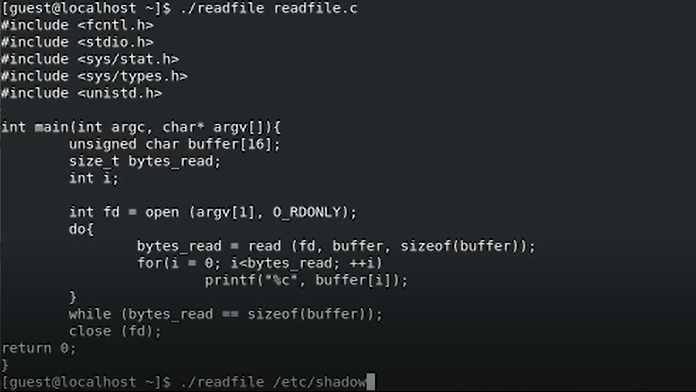 [guest@localhost ~]$ ./readfile readfile.c
#include <fcntl.h>
#include <stdio.h>
#include <sys/stat.h>
#include <sys/types.h>
#include <unistd.h>

int main(int argc, char* argv[]){
        unsigned char buffer[16];
        size_t bytes_read;
        int i;

        int fd = open (argv[1], O_RDONLY);
        do{
                bytes_read = read (fd, buffer, sizeof(buffer));
                for(i = 0; i<bytes_read; ++i)
                        printf("%c", buffer[i]);
        }
        while (bytes_read == sizeof(buffer));
        close (fd);
return 0;
}
[guest@localhost ~]$ ./readfile /etc/shadow